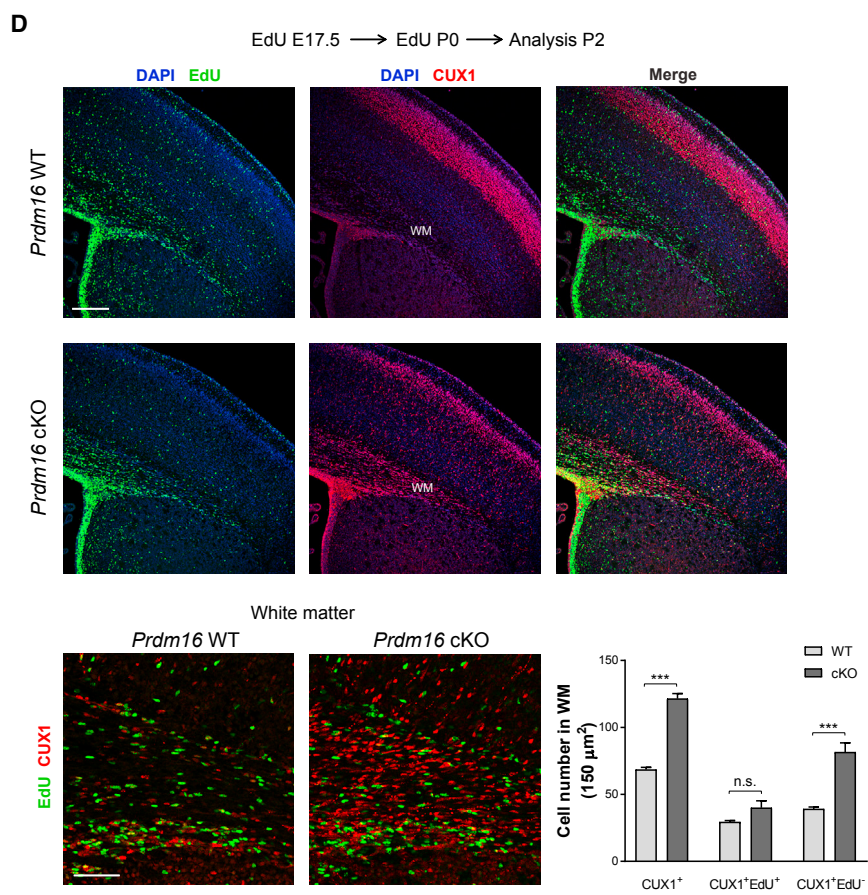 D
EdU E17.5 → EdU P0 → Analysis P2
DAPI EdU
DAPI CUX1
Merge
Prdm16 WT
WM
Prdm16 cKO
WM
White matter
Prdm16 WT
Prdm16 cKO
EdU CUX1
WT
cKO
Cell number in WM
(150 μm²)
150
100
50
0
***
n.s.
***
CUX1⁺
CUX1⁺EdU⁺
CUX1⁺EdU⁻